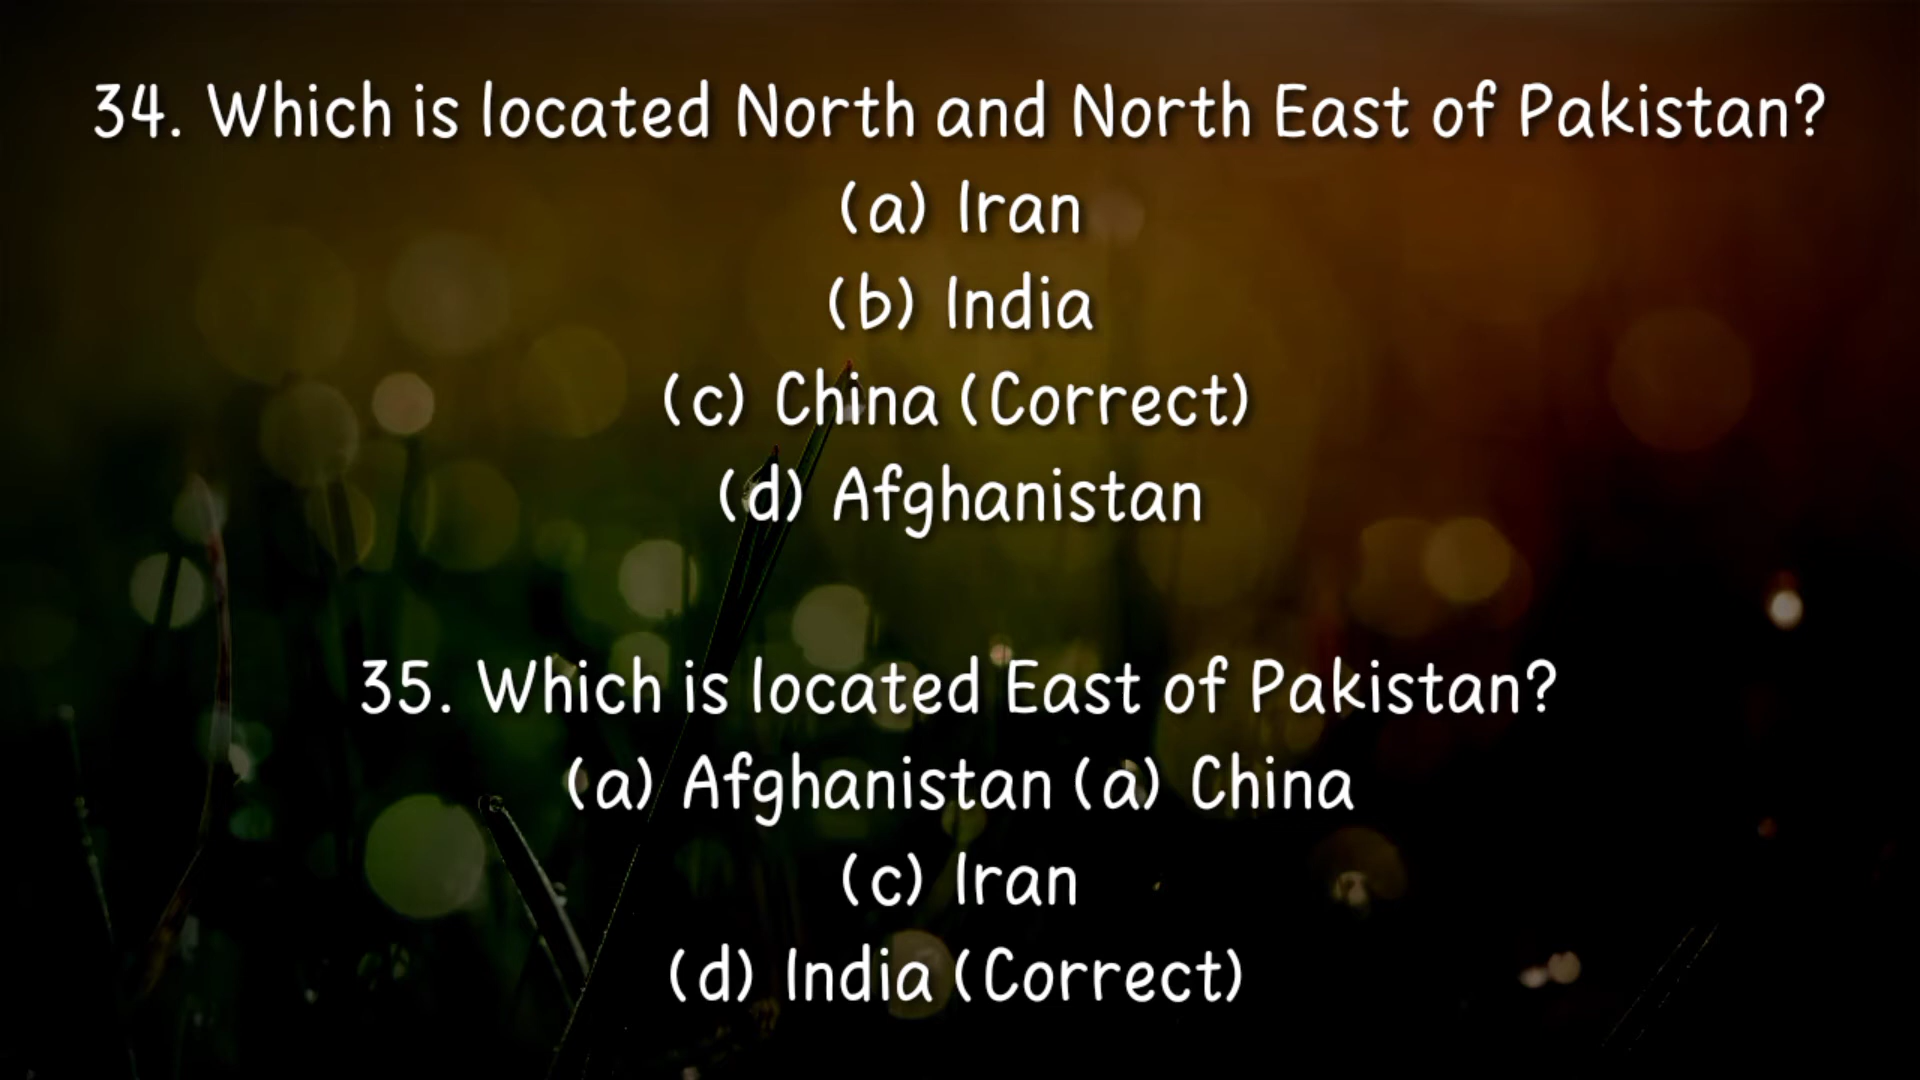 34. Which is located North and North East of Pakistan?
(a) Iran
(b) India
(c) China (Correct)
(d) Afghanistan
35. Which is located East of Pakistan?
(a) Afghanistan (a) China
(c) Iran
(d) India (Correct)